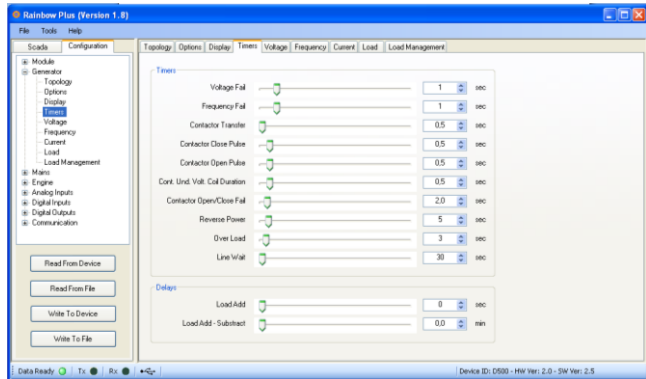 Rainbow Plus (Version 1.8)
File Tools Help
Scada Configuration
Topology Options Display Timers Voltage Frequency Current Load Load Management
Module
Generator
Topology
Options
Display
Timers
Voltage
Frequency
Current
Load
Load Management
Mains
Engine
Analog Inputs
Digital Inputs
Digital Outputs
Communication
Read From Device
Read From File
Write To Device
Write To File
Timers
Voltage Fail 1 sec
Frequency Fail 1 sec
Contactor Transfer 0,5 sec
Contactor Close Pulse 0,5 sec
Contactor Open Pulse 0,5 sec
Cont. Und. Volt. Coil Duration 0,5 sec
Contactor Open/Close Fail 2,0 sec
Reverse Power 5 sec
Over Load 3 sec
Line Wait 30 sec
Delays
Load Add 0 sec
Load Add - Substract 0,0 min
Data Ready Tx Rx Device ID: D500 - HW Ver: 2.0 - SW Ver: 2.5